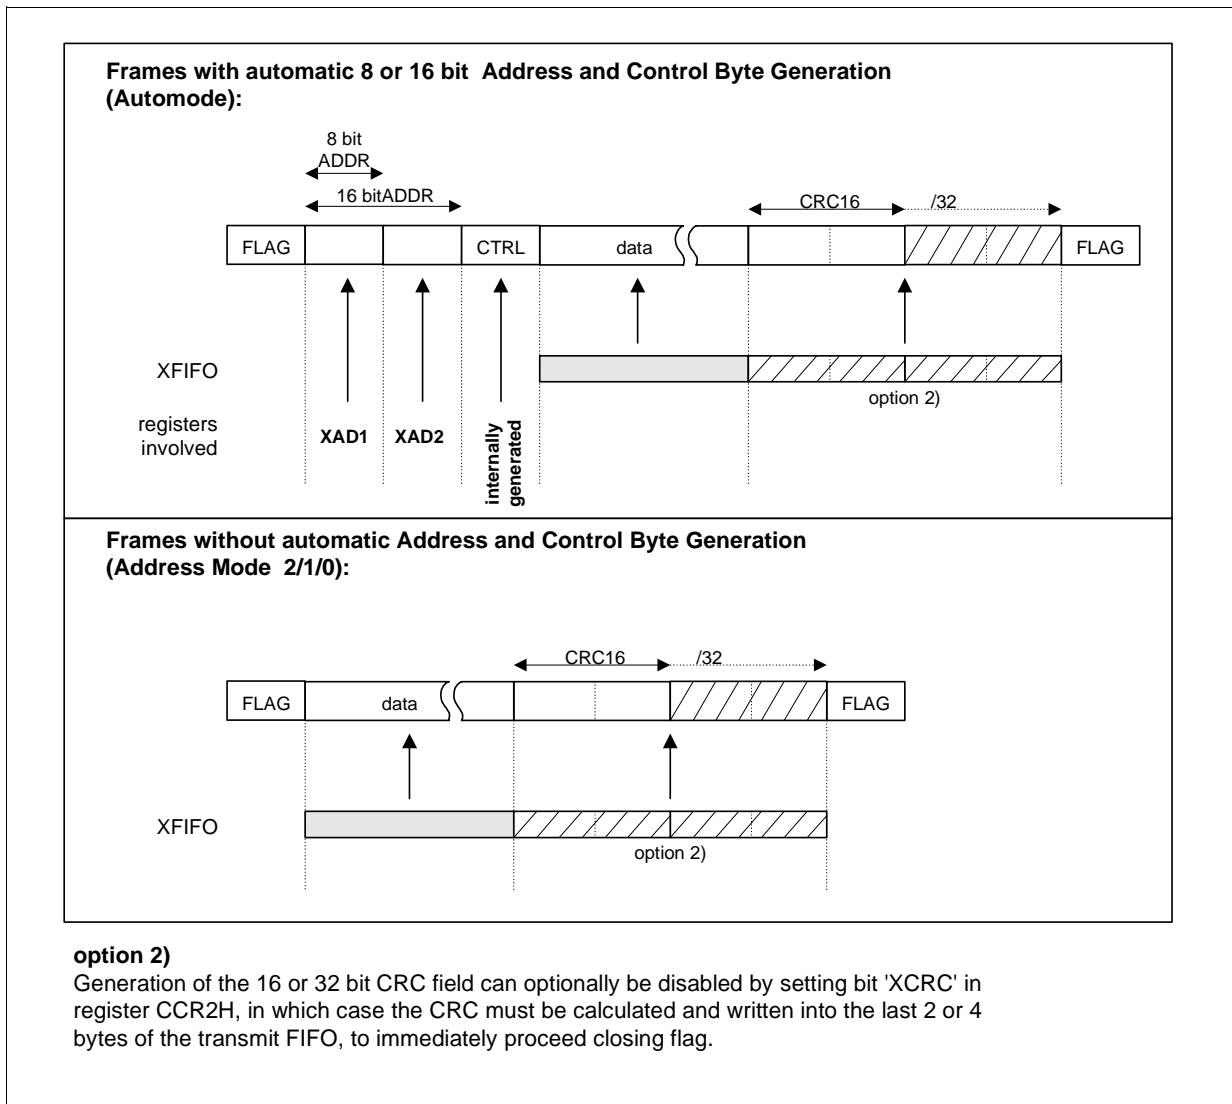 Frames with automatic 8 or 16 bit Address and Control Byte Generation
(Automode):
8 bit
ADDR
16 bitADDR
CRC16 /32
FLAG CTRL data FLAG
XFIFO
option 2)
registers
involved
XAD1 XAD2
internally
generated
Frames without automatic Address and Control Byte Generation
(Address Mode 2/1/0):
CRC16 /32
FLAG data FLAG
XFIFO
option 2)
option 2)
Generation of the 16 or 32 bit CRC field can optionally be disabled by setting bit 'XCRC' in
register CCR2H, in which case the CRC must be calculated and written into the last 2 or 4
bytes of the transmit FIFO, to immediately proceed closing flag.